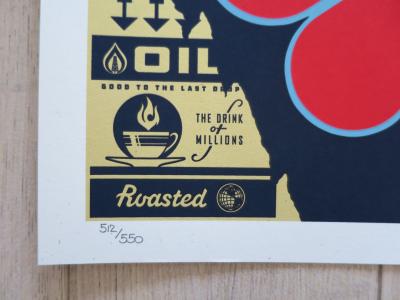 OIL
GOOD TO THE LAST DROP
THE DRINK
of
MILLIONS
Roasted
512/550